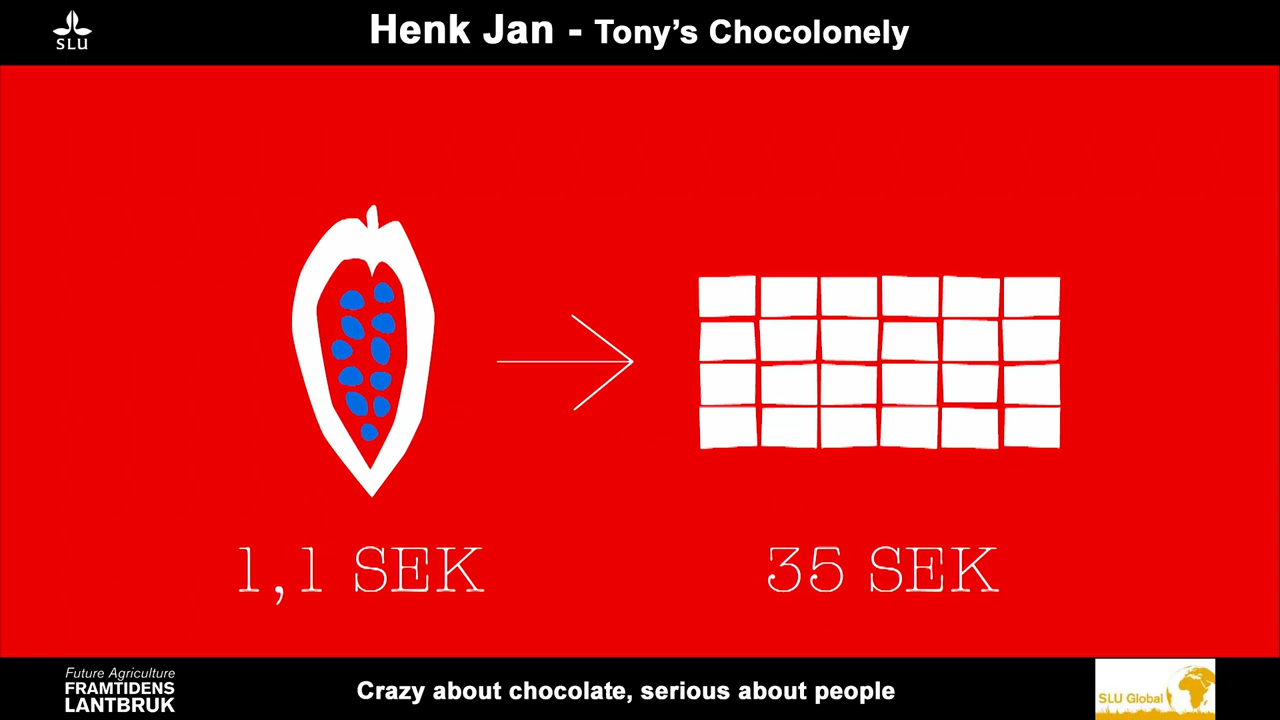 SLU
Henk Jan - Tony's Chocolonely
1,1 SEK
35 SEK
Future Agriculture
FRAMTIDENS
LANTBRUK
Crazy about chocolate, serious about people
SLU Global